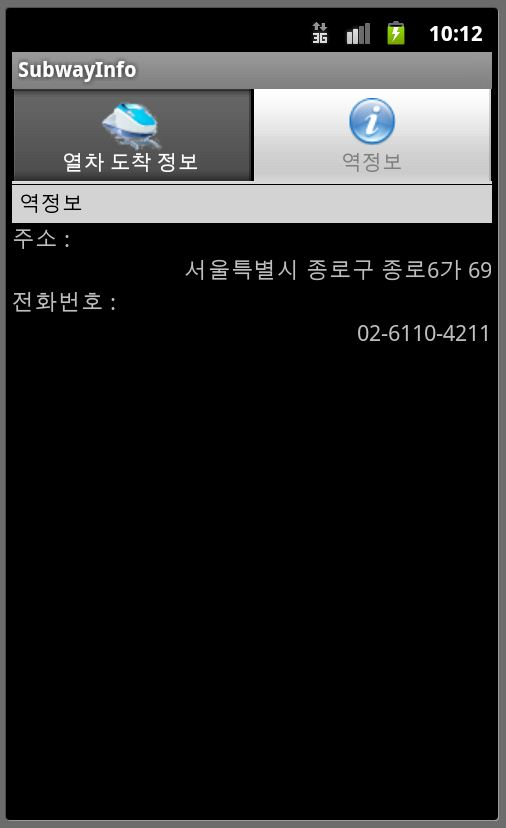 3G 10:12
SubwayInfo
열차 도착 정보 역정보
역정보
주소 :
서울특별시 종로구 종로6가 69
전화번호 :
02-6110-4211